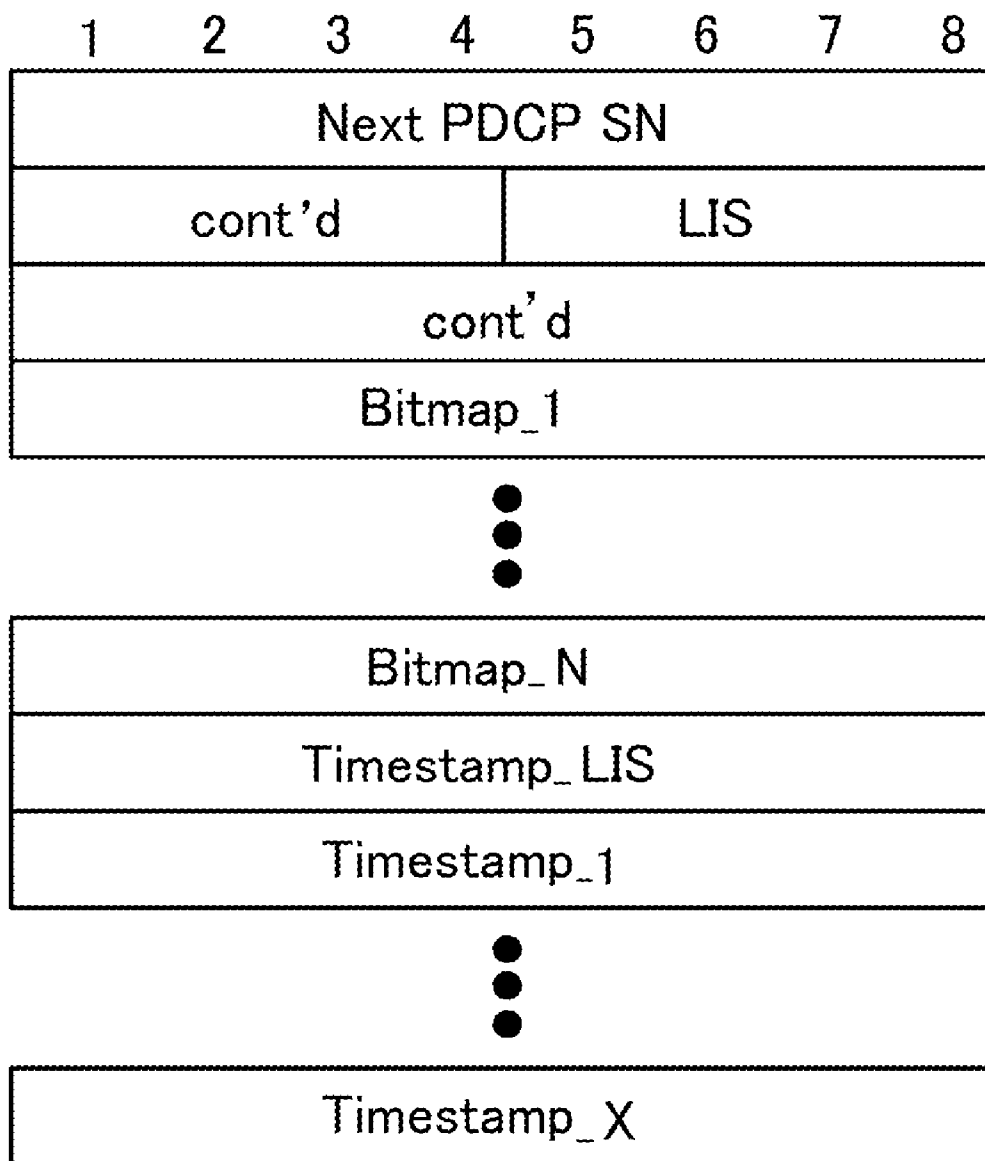 1 2 3 4 5 6 7 8
Next PDCP SN
cont'd LIS
cont'd
Bitmap_1
Bitmap_N
Timestamp_LIS
Timestamp_1
Timestamp_X